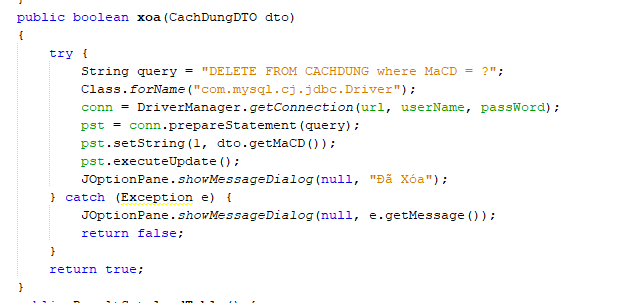 }
public boolean xoa(CachDungDTO dto)
{
try {
String query = "DELETE FROM CACHDUNG where MaCD = ?";
Class.forName("com.mysql.cj.jdbc.Driver");
conn = DriverManager.getConnection(url, userName, passWord);
pst = conn.prepareStatement(query);
pst.setString(1, dto.getMaCD());
pst.executeUpdate();
JOptionPane.showMessageDialog(null, "Đã Xóa");
} catch (Exception e) {
JOptionPane.showMessageDialog(null, e.getMessage());
return false;
}
return true;
}